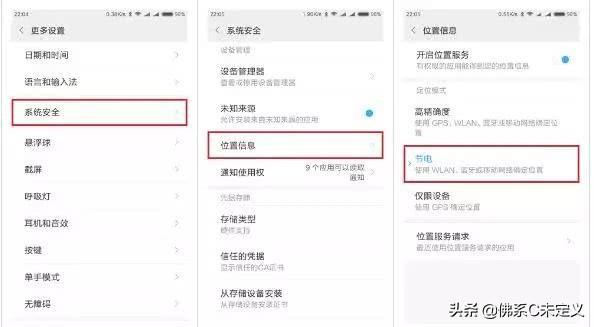 22:04
0.38K/s
90%
更多设置
日期和时间
语言和输入法
系统安全
悬浮球
截屏
呼吸灯
耳机和音效
按键
单手模式
无障碍
22:05
1.90K/s
90%
系统安全
设备管理
设备管理器
查看或停用设备管理器
未知来源
允许安装来自未知来源的应用
位置信息
通知使用权
9 个应用可以读取
通知
凭据存储
存储类型
硬件支持
信任的凭据
显示信任的CA证书
从存储设备安装
从存储设备安装证书
22:05
0.55K/s
90%
位置信息
开启位置服务
有权限的应用能得到您的位置信息
定位模式
高精确度
使用 GPS、WLAN、蓝牙或移动网络确定位
置
节电
使用 WLAN、蓝牙或移动网络确定位置
仅限设备
使用 GPS 确定位置
位置服务请求
最近使用位置服务请求的应用
头条 @佛系C未定义